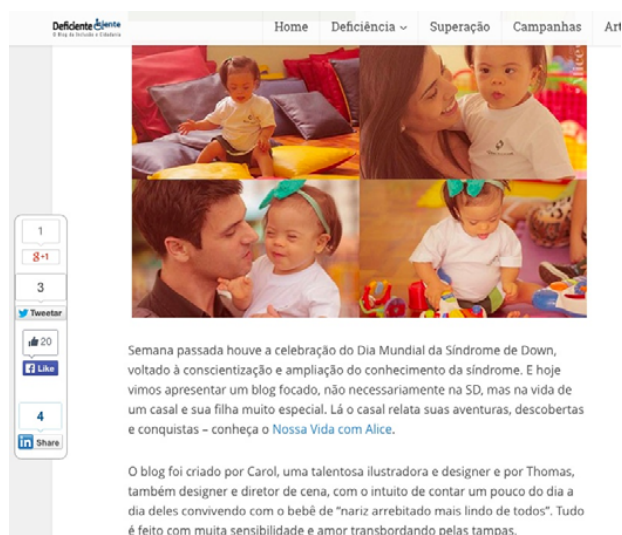 Deficiente Ciente
O Blog da Inclusão e Cidadania
Home Deficiência Superação Campanhas Art
1
g+1
3
Tweetar
20
Like
4
in Share
Semana passada houve a celebração do Dia Mundial da Síndrome de Down,
voltado à conscientização e ampliação do conhecimento da síndrome. E hoje
vimos apresentar um blog focado, não necessariamente na SD, mas na vida de
um casal e sua filha muito especial. Lá o casal relata suas aventuras, descobertas
e conquistas – conheça o Nossa Vida com Alice.
O blog foi criado por Carol, uma talentosa ilustradora e designer e por Thomas,
também designer e diretor de cena, com o intuito de contar um pouco do dia a
dia deles convivendo com o bebê de “nariz arrebitado mais lindo de todos”. Tudo
é feito com muita sensibilidade e amor transbordando pelas tampas.